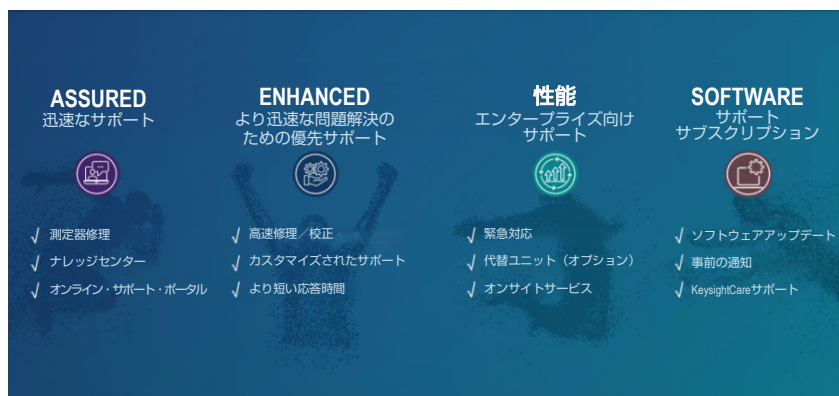 ASSURED
迅速なサポート
√ 測定器修理
√ ナレッジセンター
√ オンライン・サポート・ポータル
ENHANCED
より迅速な問題解決の
ための優先サポート
√ 高速修理／校正
√ カスタマイズされたサポート
√ より短い応答時間
性能
エンタープライズ向け
サポート
√ 緊急対応
√ 代替ユニット（オプション）
√ オンサイトサービス
SOFTWARE
サポート
サブスクリプション
√ ソフトウェアアップデート
√ 事前の通知
√ KeysightCareサポート